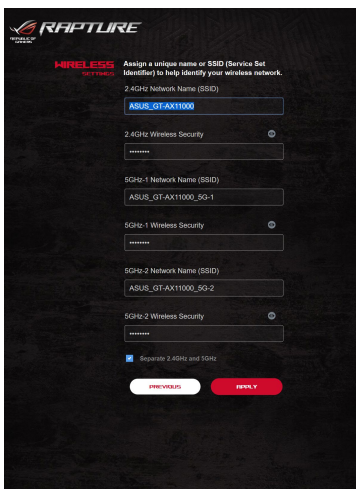 RAPTURE
REPUBLIC OF
GAMERS
WIRELESS
SETTINGS
Assign a unique name or SSID (Service Set
Identifier) to help identify your wireless network.
2.4GHz Network Name (SSID)
ASUS_GT-AX11000
2.4GHz Wireless Security
••••••••
5GHz-1 Network Name (SSID)
ASUS_GT-AX11000_5G-1
5GHz-1 Wireless Security
••••••••
5GHz-2 Network Name (SSID)
ASUS_GT-AX11000_5G-2
5GHz-2 Wireless Security
••••••••
Separate 2.4GHz and 5GHz
PREVIOUS
APPLY